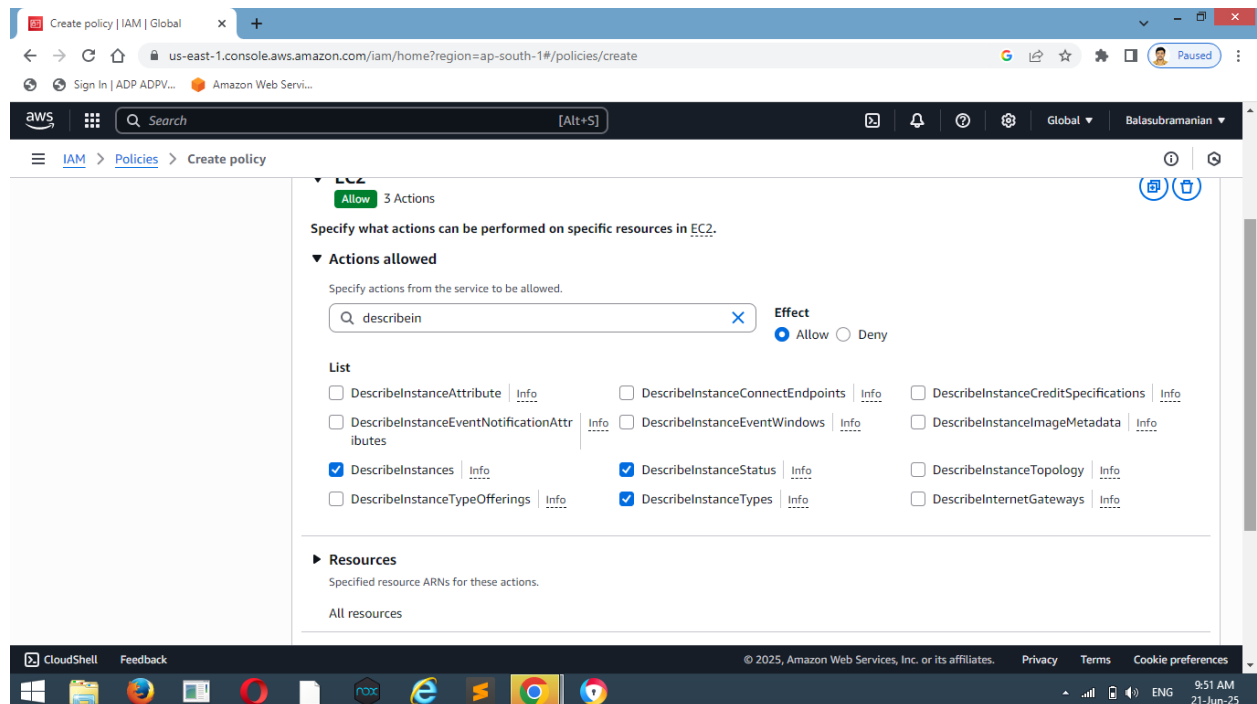 Create policy | IAM | Global
us-east-1.console.aws.amazon.com/iam/home?region=ap-south-1#/policies/create
Paused
Sign In | ADP ADPV...
Amazon Web Servi...
aws
Search
[Alt+S]
Global
Balasubramanian
IAM > Policies > Create policy
EC2
Allow 3 Actions
Specify what actions can be performed on specific resources in EC2.
Actions allowed
Specify actions from the service to be allowed.
describein
Effect
Allow Deny
List
DescribeInstanceAttribute Info
DescribeInstanceConnectEndpoints Info
DescribeInstanceCreditSpecifications Info
DescribeInstanceEventNotificationAttr
ibutes
Info
DescribeInstanceEventWindows Info
DescribeInstanceImageMetadata Info
DescribeInstances Info
DescribeInstanceStatus Info
DescribeInstanceTopology Info
DescribeInstanceTypeOfferings Info
DescribeInstanceTypes Info
DescribeInternetGateways Info
Resources
Specified resource ARNs for these actions.
All resources
CloudShell Feedback
© 2025, Amazon Web Services, Inc. or its affiliates. Privacy Terms Cookie preferences
nox
ENG
9:51 AM
21-Jun-25